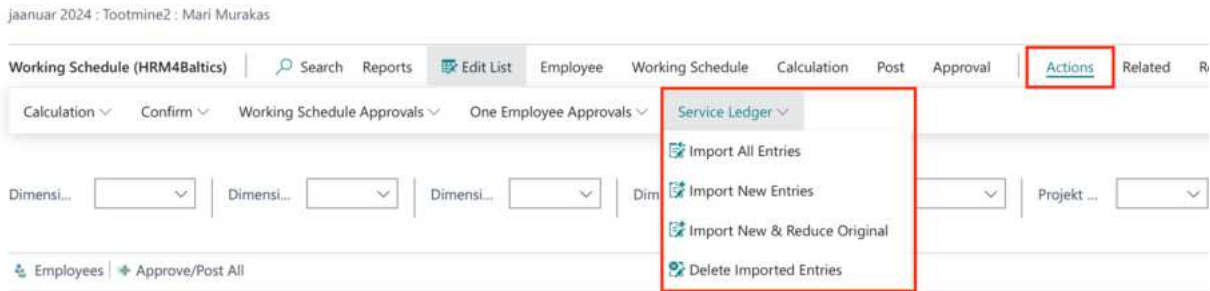 jaanuar 2024 : Tootmine2 : Mari Murakas
Working Schedule (HRM4Baltics) Search Reports Edit List Employee Working Schedule Calculation Post Approval Actions Related
Calculation Confirm Working Schedule Approvals One Employee Approvals Service Ledger
Import All Entries
Dimensi... Dimensi... Dimensi... Dim Import New Entries Projekt ...
Import New & Reduce Original
Employees Approve/Post All Delete Imported Entries